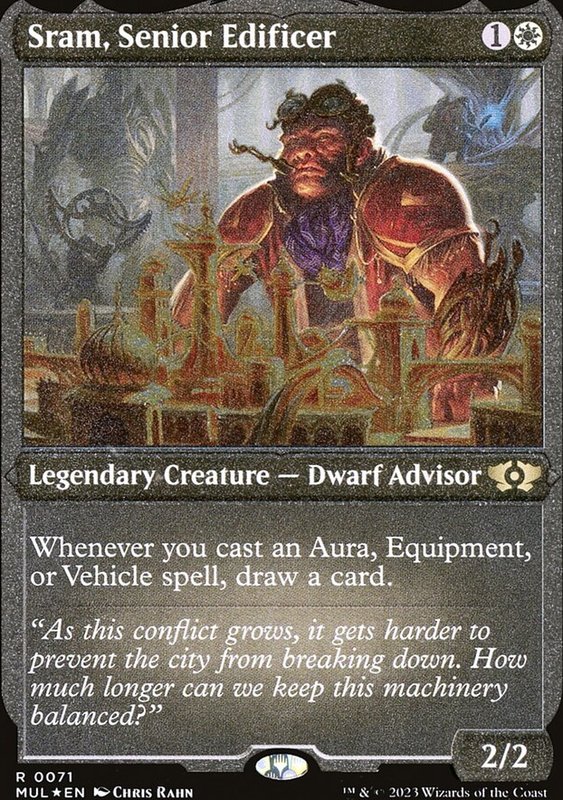 Sram, Senior Edificer 1
Legendary Creature — Dwarf Advisor
Whenever you cast an Aura, Equipment,
or Vehicle spell, draw a card.
“As this conflict grows, it gets harder to
prevent the city from breaking down. How
much longer can we keep this machinery
balanced?”
2/2
R 0071
MUL★EN Chris Rahn
™ & © 2023 Wizards of the Coast